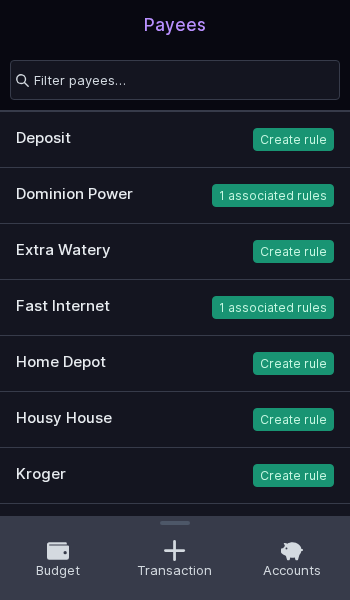 Payees
Filter payees...
Deposit Create rule
Dominion Power 1 associated rules
Extra Watery Create rule
Fast Internet 1 associated rules
Home Depot Create rule
Housy House Create rule
Kroger Create rule
Budget Transaction Accounts